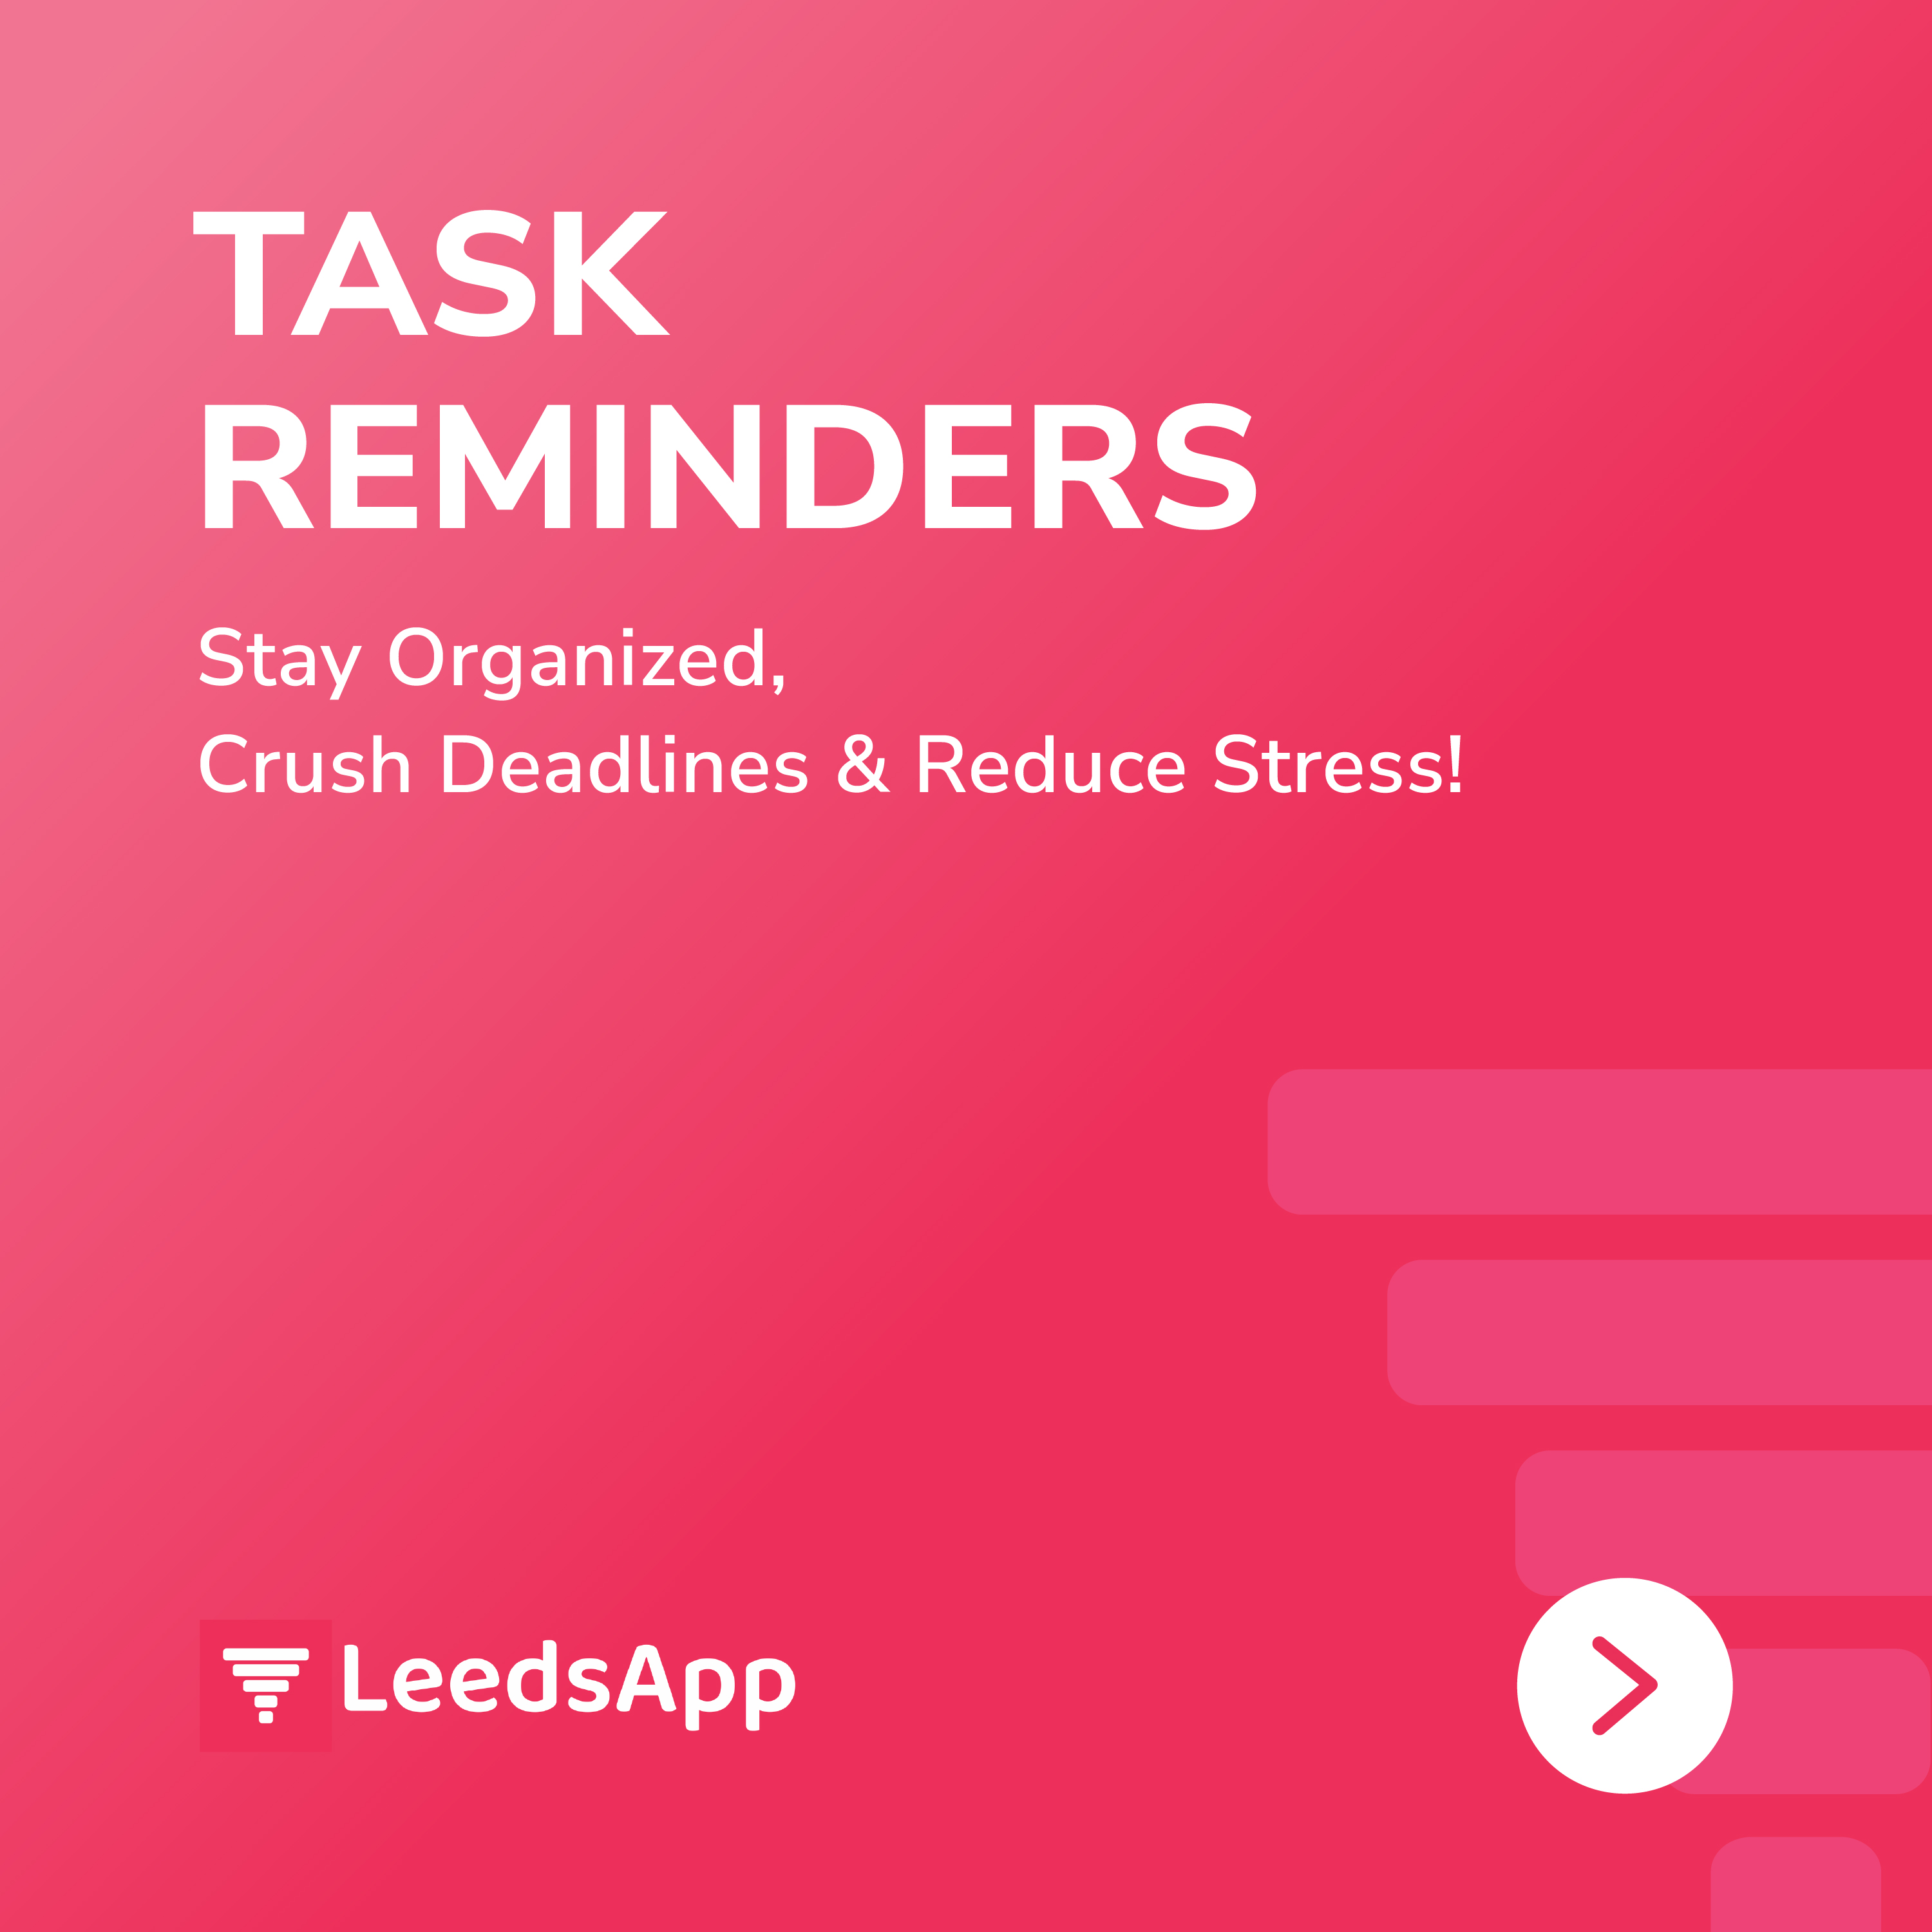 TASK
REMINDERS
Stay Organized,
Crush Deadlines & Reduce Stress!
LeedsApp